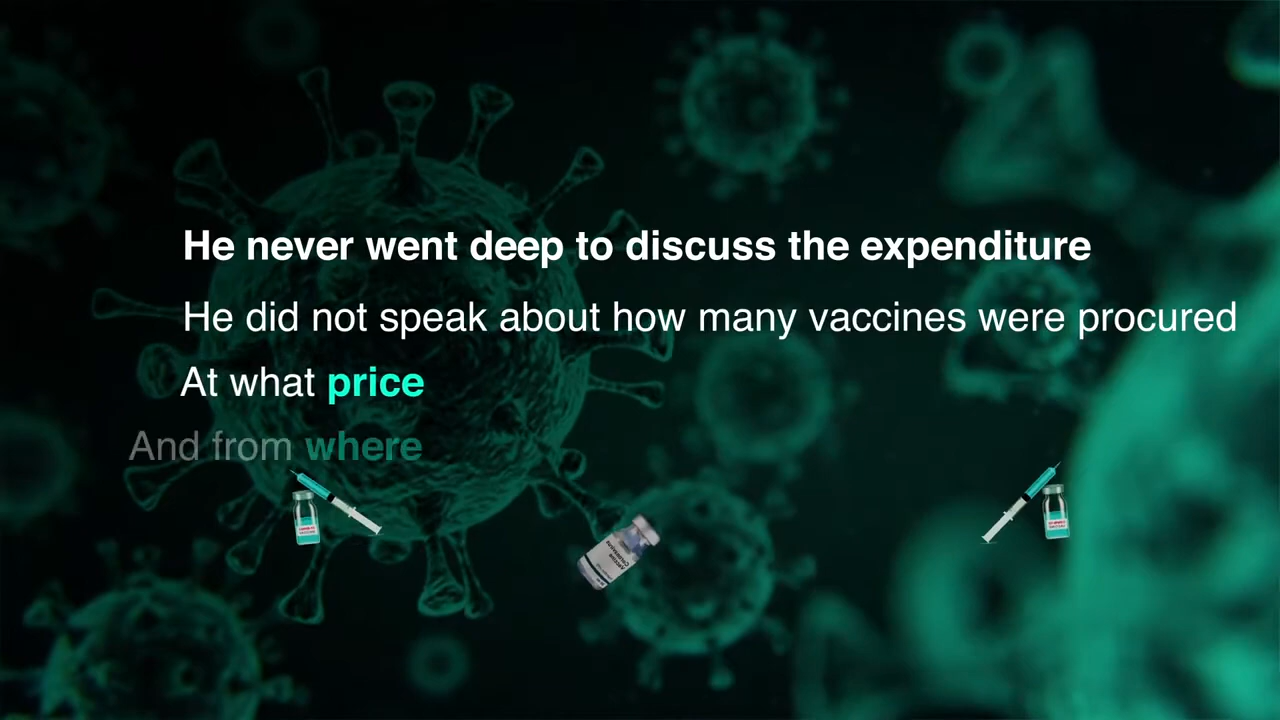 He never went deep to discuss the expenditure
He did not speak about how many vaccines were procured
At what price
And from where